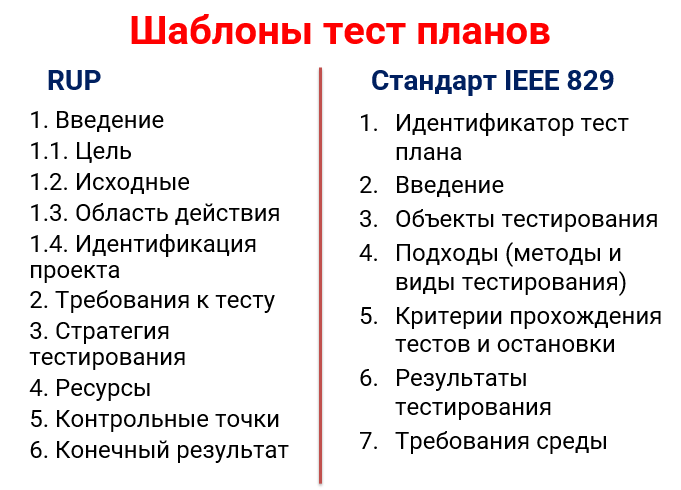 Шаблоны тест планов
RUP
1. Введение
1.1. Цель
1.2. Исходные
1.3. Область действия
1.4. Идентификация
проекта
2. Требования к тесту
3. Стратегия
тестирования
4. Ресурсы
5. Контрольные точки
6. Конечный результат
Стандарт IEEE 829
1. Идентификатор тест
плана
2. Введение
3. Объекты тестирования
4. Подходы (методы и
виды тестирования)
5. Критерии прохождения
тестов и остановки
6. Результаты
тестирования
7. Требования среды